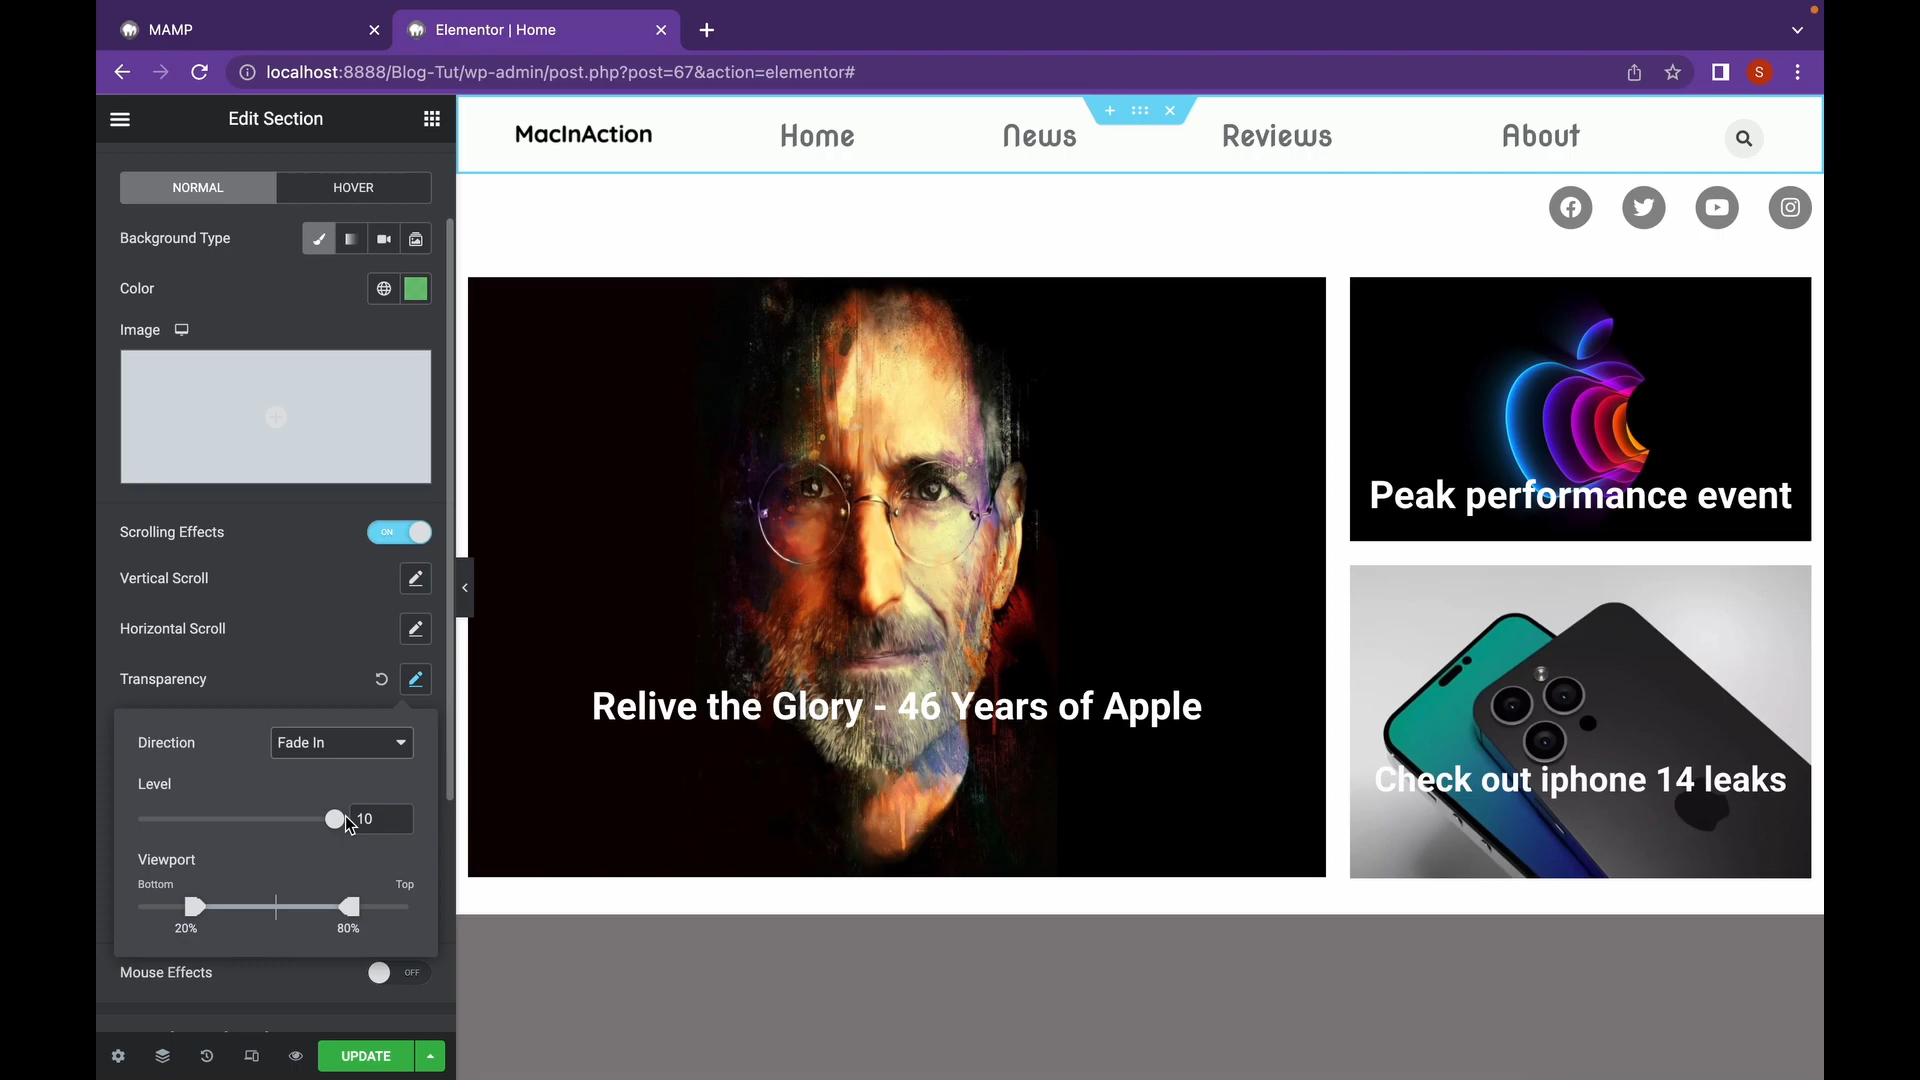 MAMP
Elementor | Home
localhost:8888/Blog-Tut/wp-admin/post.php?post=67&action=elementor#
S
Edit Section
NORMAL
HOVER
Background Type
Color
Image
Scrolling Effects
ON
Vertical Scroll
Horizontal Scroll
Transparency
Direction
Fade In
Level
10
Viewport
Bottom
Top
20%
80%
Mouse Effects
OFF
UPDATE
MacInAction
Home
News
Reviews
About
Relive the Glory - 46 Years of Apple
Peak performance event
Check out iphone 14 leaks